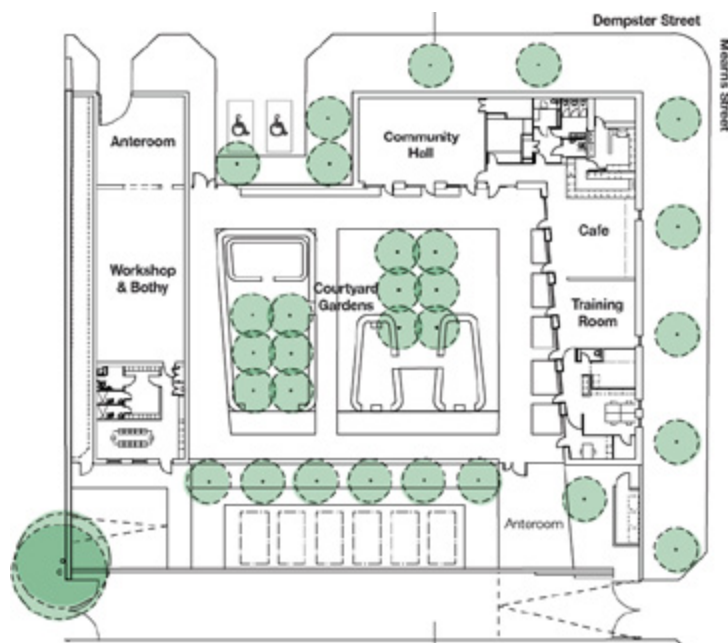 Dempster Street
Mearns Street
Anteroom
Community
Hall
Cafe
Workshop
& Bothy
Courtyard
Gardens
Training
Room
Anteroom